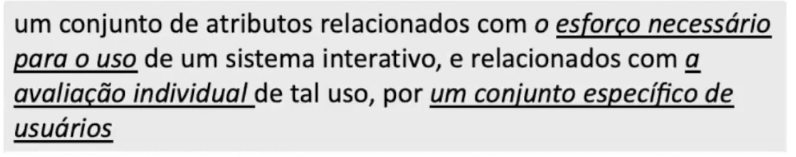 um conjunto de atributos relacionados com o esforço necessário
para o uso de um sistema interativo, e relacionados com a
avaliação individual de tal uso, por um conjunto específico de
usuários